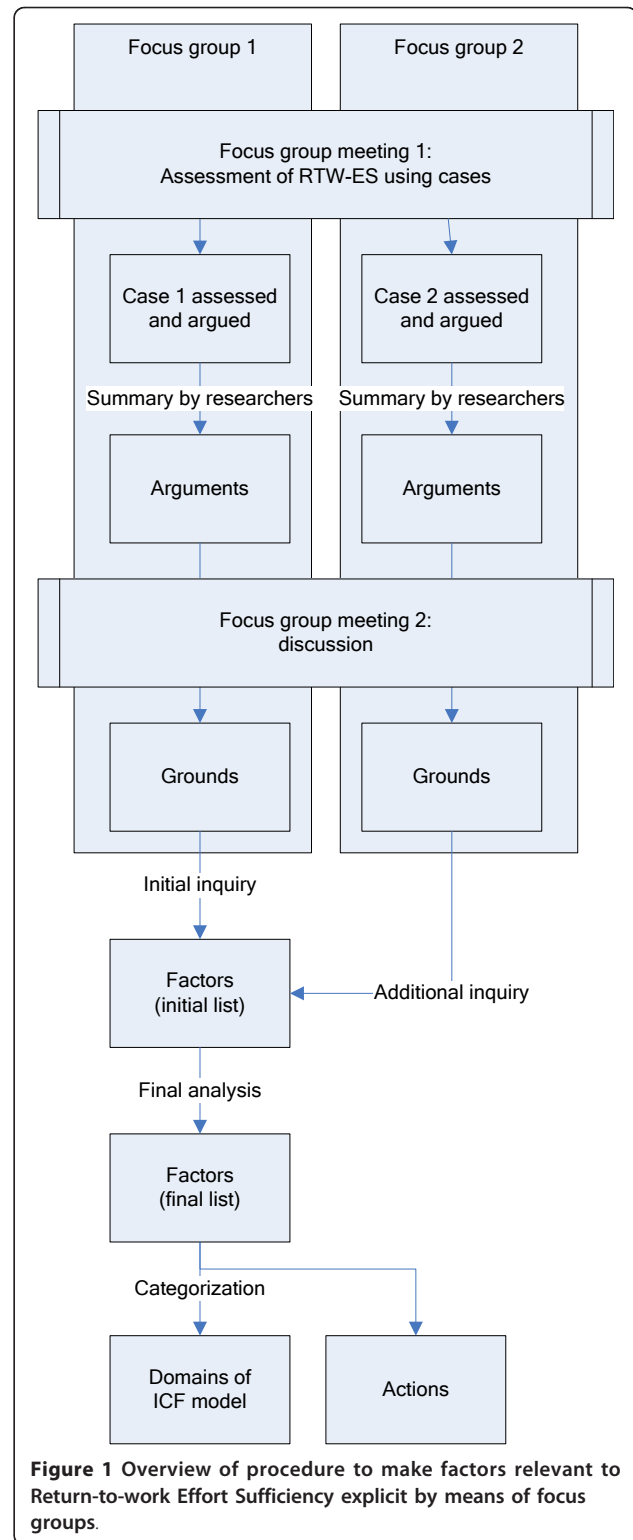 Focus group 1
Focus group 2
Focus group meeting 1:
Assessment of RTW-ES using cases
Case 1 assessed
and argued
Case 2 assessed
and argued
Summary by researchers
Summary by researchers
Arguments
Arguments
Focus group meeting 2:
discussion
Grounds
Grounds
Initial inquiry
Factors
(initial list)
Additional inquiry
Final analysis
Factors
(final list)
Categorization
Domains of
ICF model
Actions
Figure 1 Overview of procedure to make factors relevant to
Return-to-work Effort Sufficiency explicit by means of focus
groups.